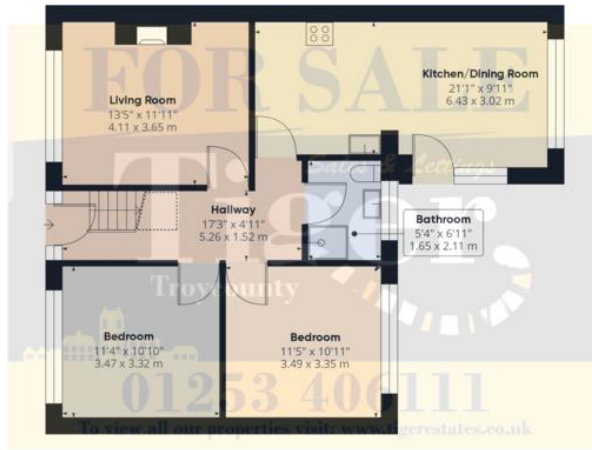 FOR SALE
Living Room
13'5" x 11'11"
4.11 x 3.65 m
Kitchen/Dining Room
21'1" x 9'11"
6.43 x 3.02 m
Sales & Lettings
Hallway
17'3" x 4'11"
5.26 x 1.52 m
Tiger
Bathroom
5'4" x 6'11"
1.65 x 2.11 m
Troycounty
Bedroom
11'4" x 10'10"
3.47 x 3.32 m
Bedroom
11'5" x 10'11"
3.49 x 3.35 m
01253 406111
To view all our properties visit: www.tigerestates.co.uk